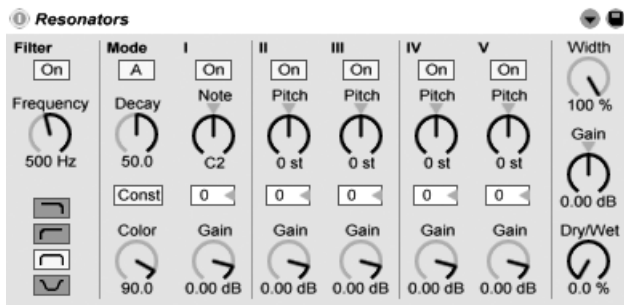 Resonators
Filter Mode I II III IV V Width
On A On On On On On
Frequency Decay Note Pitch Pitch Pitch Pitch
100 %
Gain
500 Hz 50.0 C2 0 st 0 st 0 st 0 st
Const 0 0 0 0 0
0.00 dB
Color Gain Gain Gain Gain Gain Dry/Wet
90.0 0.00 dB 0.00 dB 0.00 dB 0.00 dB 0.00 dB 0.0 %